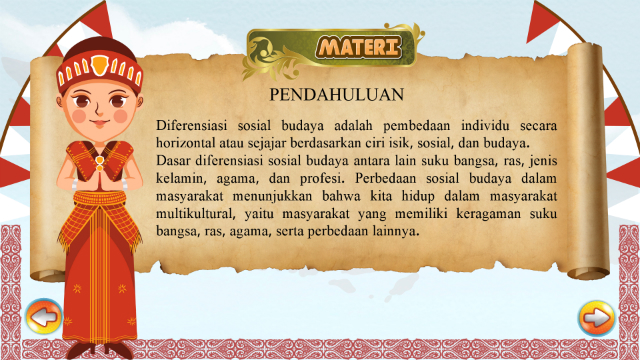 MATERI
PENDAHULUAN
Diferensiasi sosial budaya adalah pembedaan individu secara
horizontal atau sejajar berdasarkan ciri isik, sosial, dan budaya.
Dasar diferensiasi sosial budaya antara lain suku bangsa, ras, jenis
kelamin, agama, dan profesi. Perbedaan sosial budaya dalam
masyarakat menunjukkan bahwa kita hidup dalam masyarakat
multikultural, yaitu masyarakat yang memiliki keragaman suku
bangsa, ras, agama, serta perbedaan lainnya.